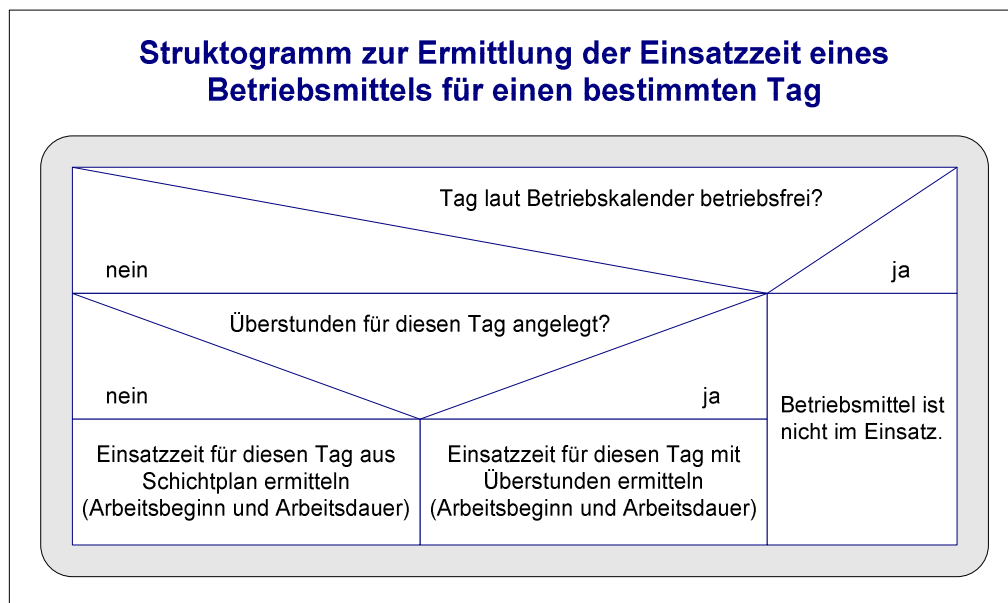 Struktogramm zur Ermittlung der Einsatzzeit eines
Betriebsmittels für einen bestimmten Tag
Tag laut Betriebskalender betriebsfrei?
nein
ja
Überstunden für diesen Tag angelegt?
nein
ja
Einsatzzeit für diesen Tag aus
Schichtplan ermitteln
(Arbeitsbeginn und Arbeitsdauer)
Einsatzzeit für diesen Tag mit
Überstunden ermitteln
(Arbeitsbeginn und Arbeitsdauer)
Betriebsmittel ist
nicht im Einsatz.